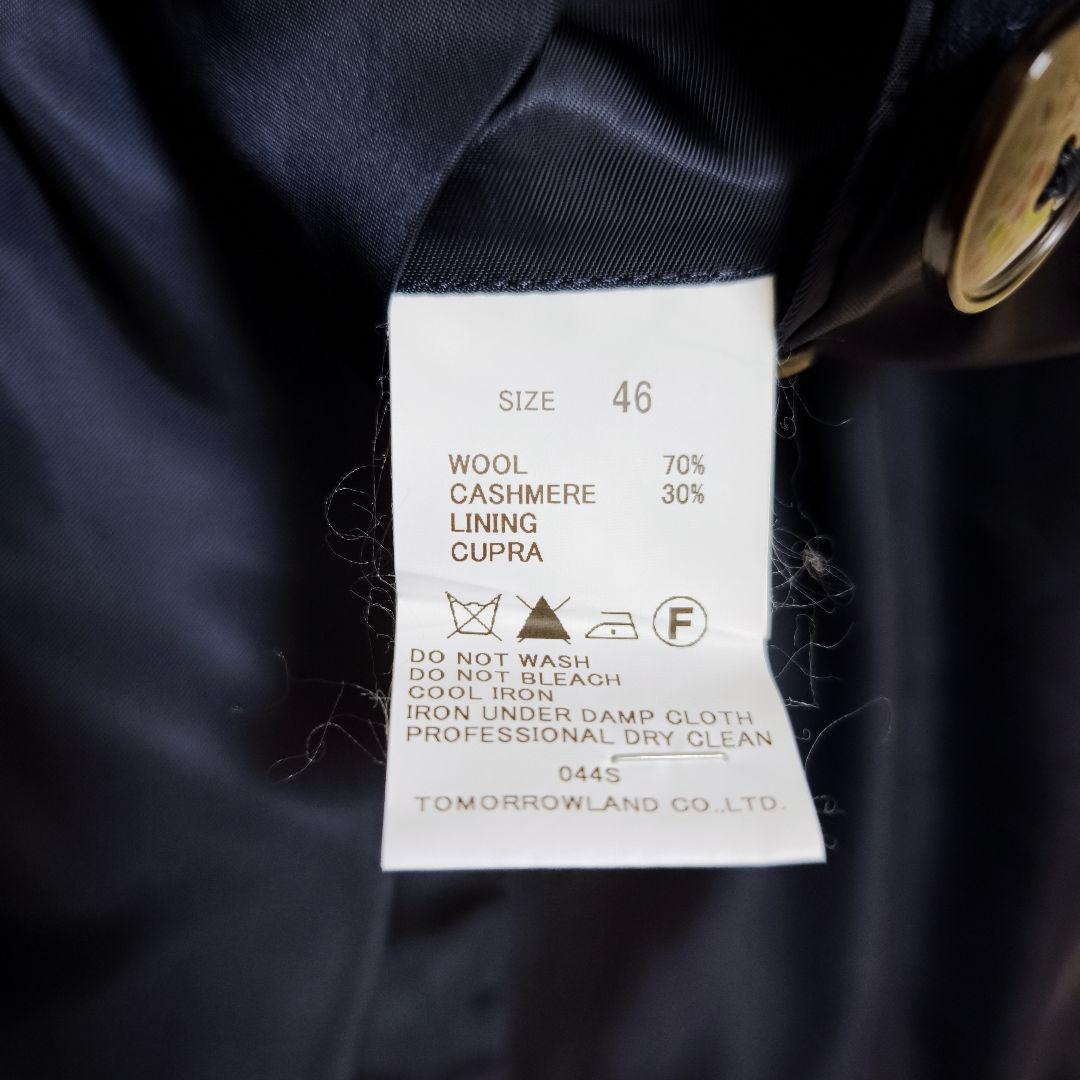 SIZE 46
WOOL 70%
CASHMERE 30%
LINING
CUPRA
F
DO NOT WASH
DO NOT BLEACH
COOL IRON
IRON UNDER DAMP CLOTH
PROFESSIONAL DRY CLEAN
044S
TOMORROWLAND CO.,LTD.